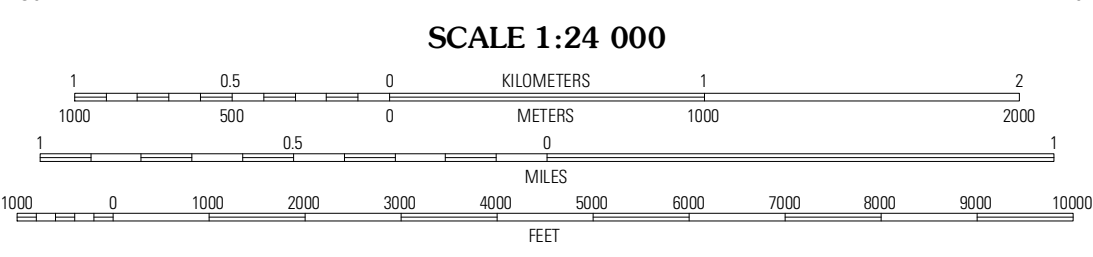 SCALE 1:24 000
1 0.5 0 KILOMETERS 1 2
1000 500 0 METERS 1000 2000
1 0.5 0 1
MILES
1000 0 1000 2000 3000 4000 5000 6000 7000 8000 9000 10000
FEET